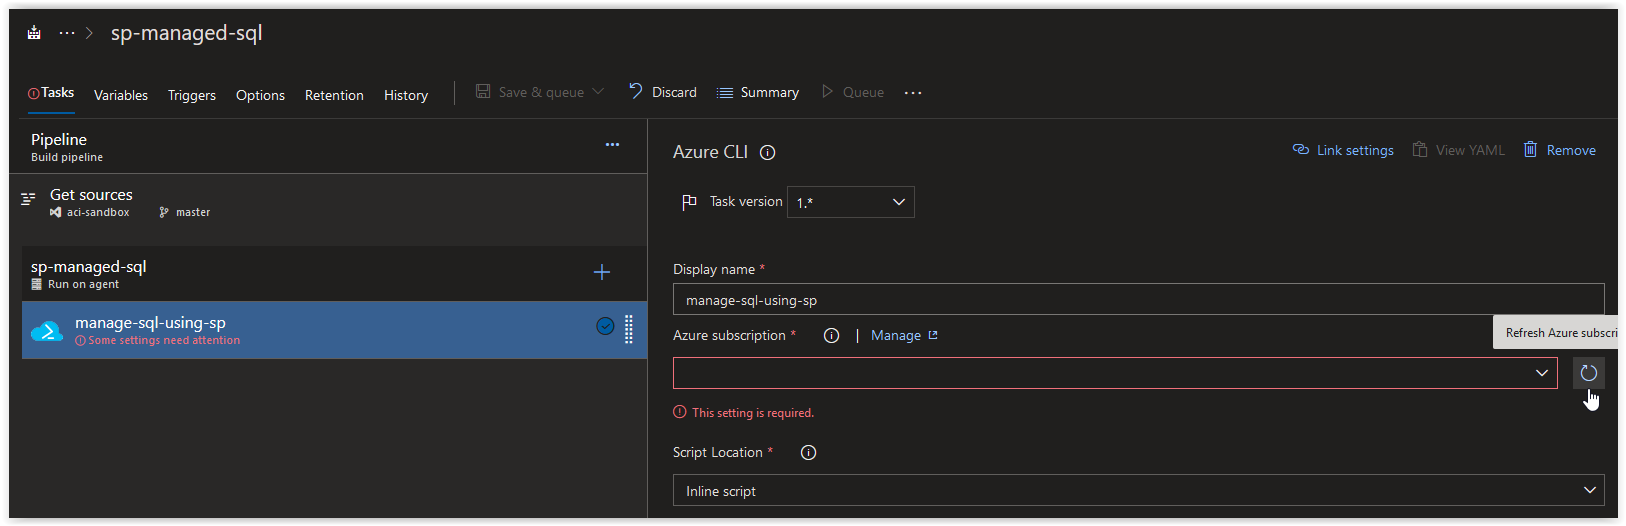 ··· > sp-managed-sql
Tasks Variables Triggers Options Retention History Save & queue Discard Summary Queue ···
Pipeline ···
Build pipeline
Get sources
aci-sandbox master
sp-managed-sql
Run on agent
manage-sql-using-sp
Some settings need attention
Azure CLI
Link settings View YAML Remove
Task version 1.*
Display name *
manage-sql-using-sp
Azure subscription * | Manage
Refresh Azure subscri
This setting is required.
Script Location *
Inline script